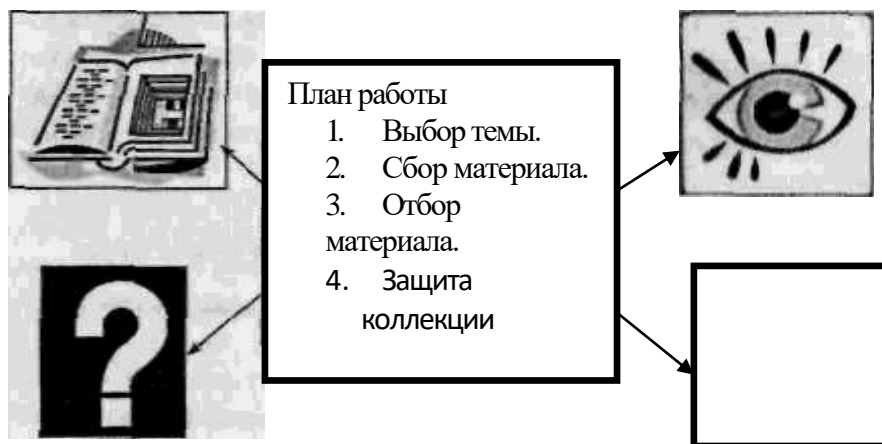 План работы
1. Выбор темы.
2. Сбор материала.
3. Отбор
материала.
4. Защита
коллекции
?